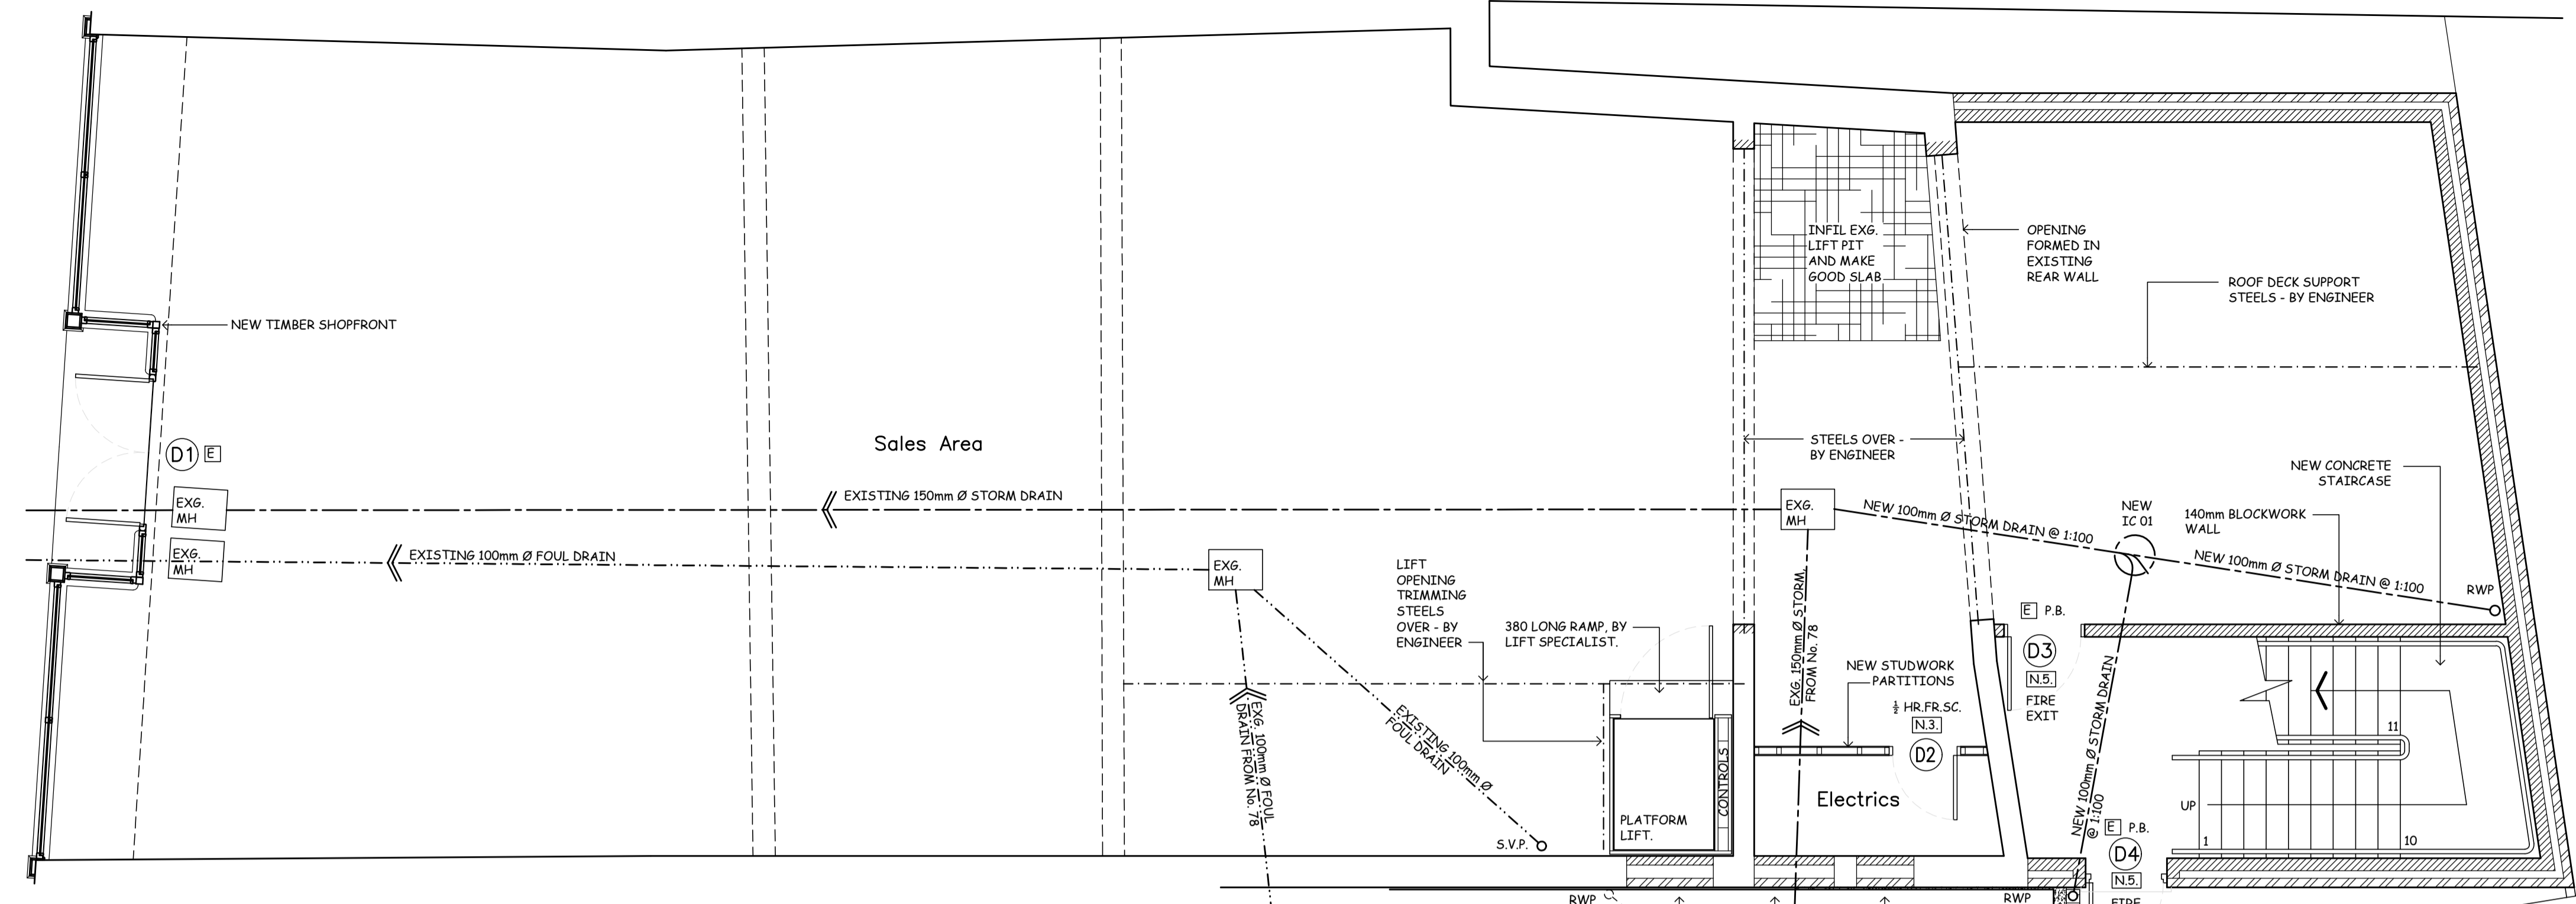 INFIL EXG.
LIFT PIT
AND MAKE
GOOD SLAB
OPENING
FORMED IN
EXISTING
REAR WALL
ROOF DECK SUPPORT
STEELS - BY ENGINEER
NEW TIMBER SHOPFRONT
D1 E
Sales Area
STEELS OVER -
BY ENGINEER
NEW CONCRETE
STAIRCASE
EXG.
MH
EXISTING 150mm Ø STORM DRAIN
EXG.
MH
NEW 100mm Ø STORM DRAIN @ 1:100
NEW
IC 01
140mm BLOCKWORK
WALL
NEW 100mm Ø STORM DRAIN @ 1:100
RWP
EXG.
MH
EXISTING 100mm Ø FOUL DRAIN
EXG.
MH
LIFT
OPENING
TRIMMING
STEELS
OVER - BY
ENGINEER
380 LONG RAMP, BY
LIFT SPECIALIST.
EXG. 150mm Ø STORM.
FROM No. 78
E P.B.
D3
N.5.
FIRE
EXIT
NEW STUDWORK
PARTITIONS
½ HR.FR.SC.
N.3.
D2
EXG. 100mm Ø FOUL
DRAIN FROM No. 78
EXISTING 100mm Ø
FOUL DRAIN
S.V.P.
CONTROLS
PLATFORM
LIFT.
Electrics
NEW 100mm Ø STORM DRAIN
@ 1:100
11
UP
1
10
E P.B.
D4
N.5.
FIRE
RWP
RWP